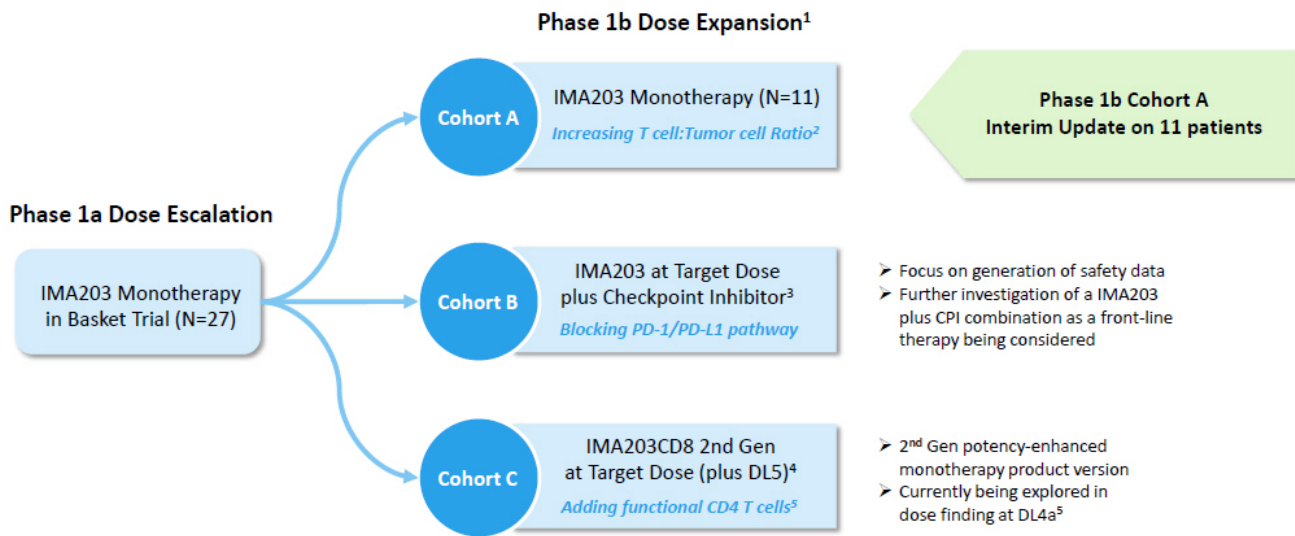 Phase 1b Dose Expansion¹
Cohort A
IMA203 Monotherapy (N=11)
Increasing T cell:Tumor cell Ratio²
Phase 1b Cohort A
Interim Update on 11 patients
Phase 1a Dose Escalation
IMA203 Monotherapy
in Basket Trial (N=27)
Cohort B
IMA203 at Target Dose
plus Checkpoint Inhibitor³
Blocking PD-1/PD-L1 pathway
➤ Focus on generation of safety data
➤ Further investigation of a IMA203
plus CPI combination as a front-line
therapy being considered
Cohort C
IMA203CD8 2nd Gen
at Target Dose (plus DL5)⁴
Adding functional CD4 T cells⁵
➤ 2ⁿᵈ Gen potency-enhanced
monotherapy product version
➤ Currently being explored in
dose finding at DL4a⁵